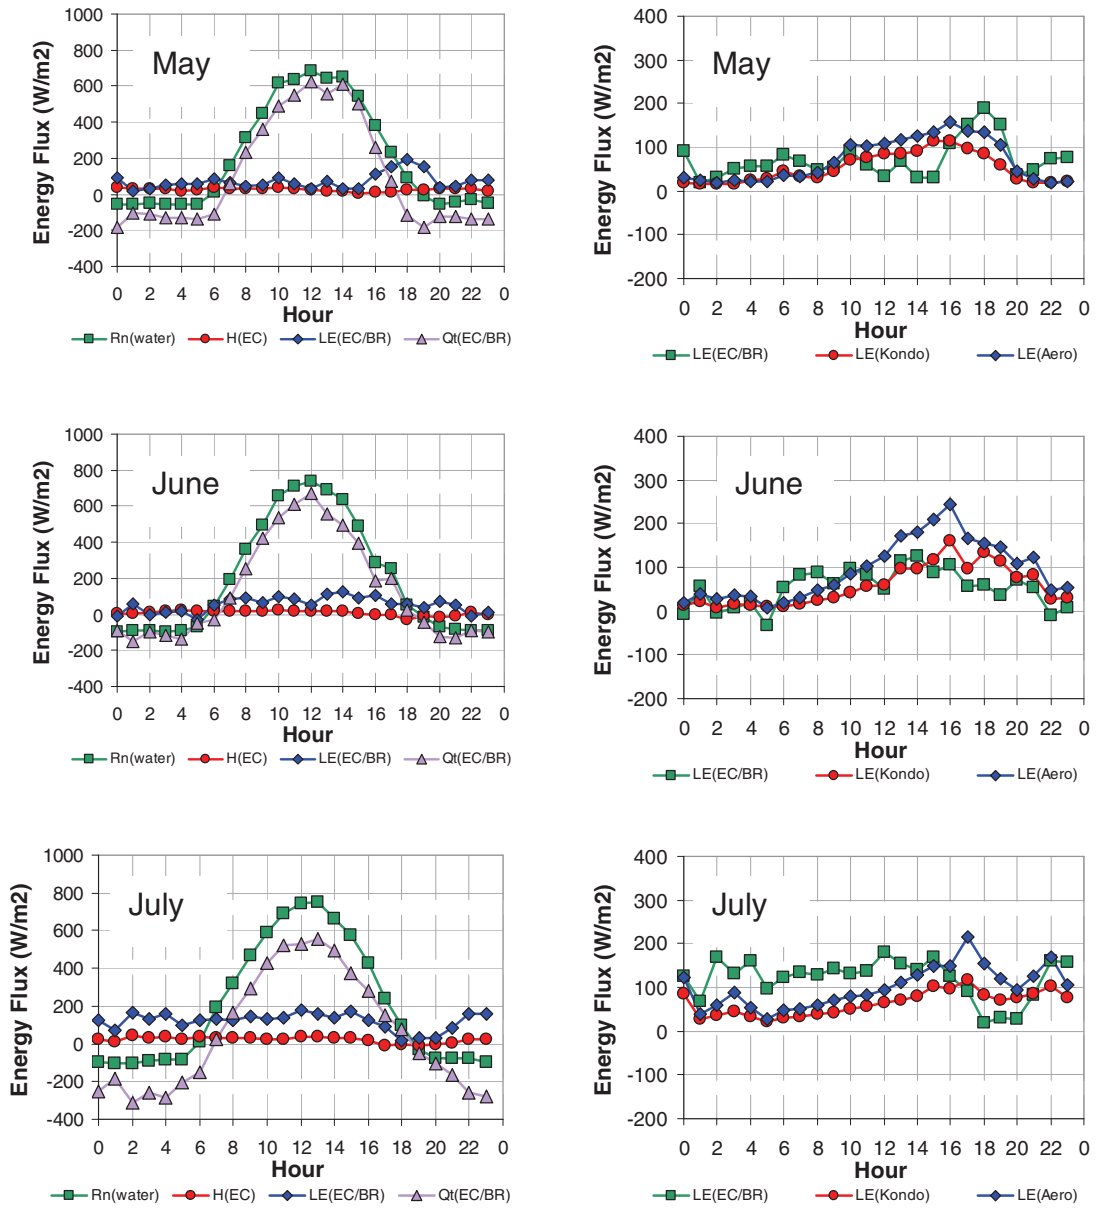 May
Energy Flux (W/m2)
1000
800
600
400
200
0
-200
-400
0 2 4 6 8 10 12 14 16 18 20 22 0
Hour
Rn(water) H(EC) LE(EC/BR) Qt(EC/BR)
May
Energy Flux (W/m2)
400
300
200
100
0
-100
-200
0 2 4 6 8 10 12 14 16 18 20 22 0
Hour
LE(EC/BR) LE(Kondo) LE(Aero)
June
Energy Flux (W/m2)
1000
800
600
400
200
0
-200
-400
0 2 4 6 8 10 12 14 16 18 20 22 0
Hour
Rn(water) H(EC) LE(EC/BR) Qt(EC/BR)
June
Energy Flux (W/m2)
400
300
200
100
0
-100
-200
0 2 4 6 8 10 12 14 16 18 20 22 0
Hour
LE(EC/BR) LE(Kondo) LE(Aero)
July
Energy Flux (W/m2)
1000
800
600
400
200
0
-200
-400
0 2 4 6 8 10 12 14 16 18 20 22 0
Hour
Rn(water) H(EC) LE(EC/BR) Qt(EC/BR)
July
Energy Flux (W/m2)
400
300
200
100
0
-100
-200
0 2 4 6 8 10 12 14 16 18 20 22 0
Hour
LE(EC/BR) LE(Kondo) LE(Aero)